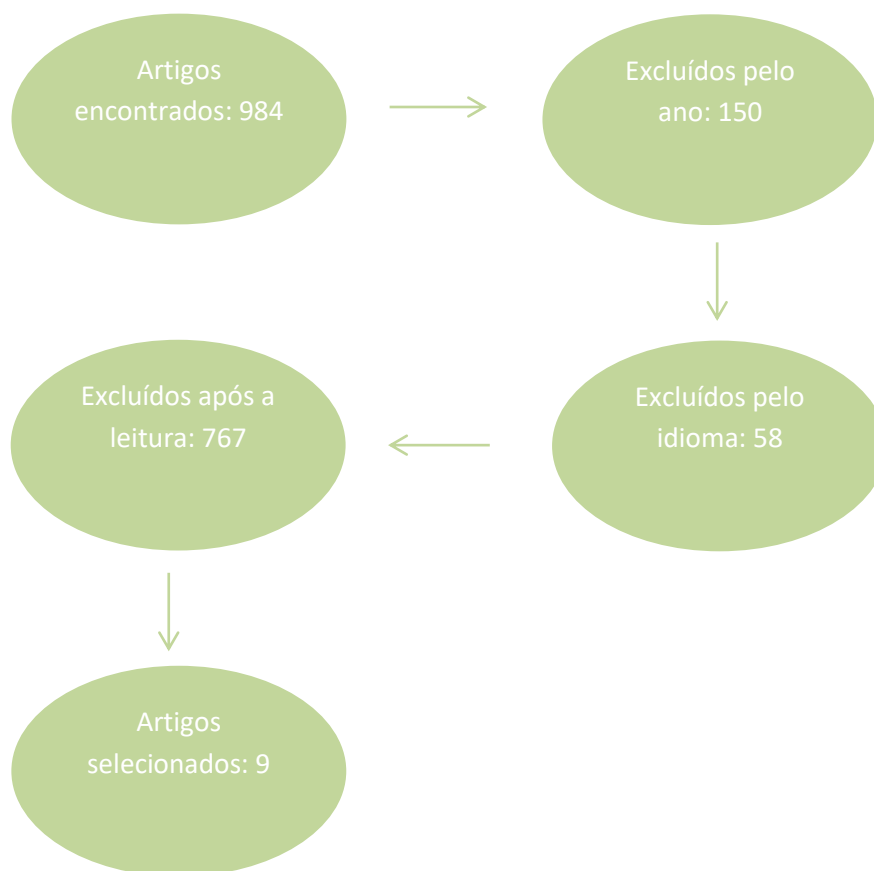 Artigos
encontrados: 984
Excluídos pelo
ano: 150
Excluídos pelo
idioma: 58
Excluídos após a
leitura: 767
Artigos
selecionados: 9